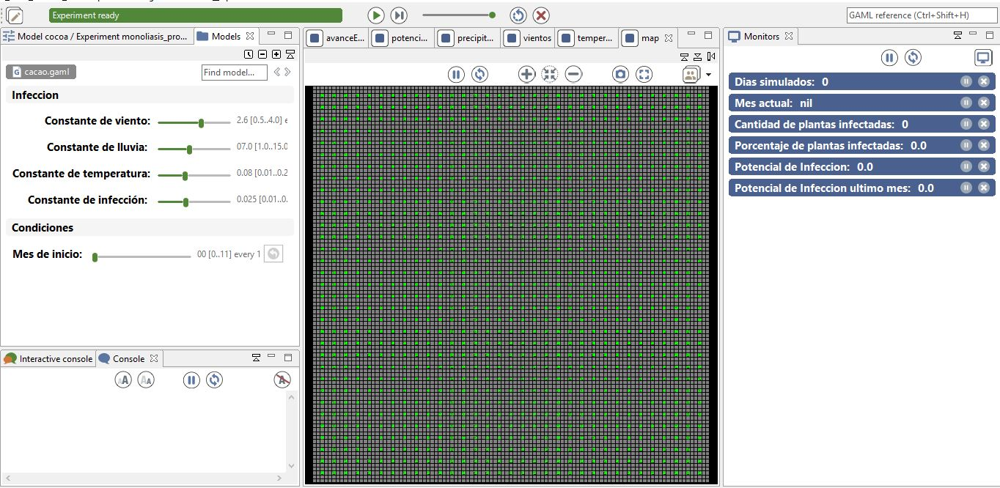 Experiment ready
GAML reference (Ctrl+Shift+H)
Model cocoa / Experiment monoliasis_pro...
Models
cacao.gaml
Find model...
Infeccion
Constante de viento:
2.6 [0.5..4.0] e
Constante de lluvia:
07.0 [1.0..15.0
Constante de temperatura:
0.08 [0.01..0.2
Constante de infección:
0.025 [0.01..0.
Condiciones
Mes de inicio:
00 [0..11] every 1
Interactive console
Console
avanceE...
potenci...
precipit...
vientos
temper...
map
Monitors
Dias simulados: 0
Mes actual: nil
Cantidad de plantas infectadas: 0
Porcentaje de plantas infectadas: 0.0
Potencial de Infeccion: 0.0
Potencial de Infeccion ultimo mes: 0.0